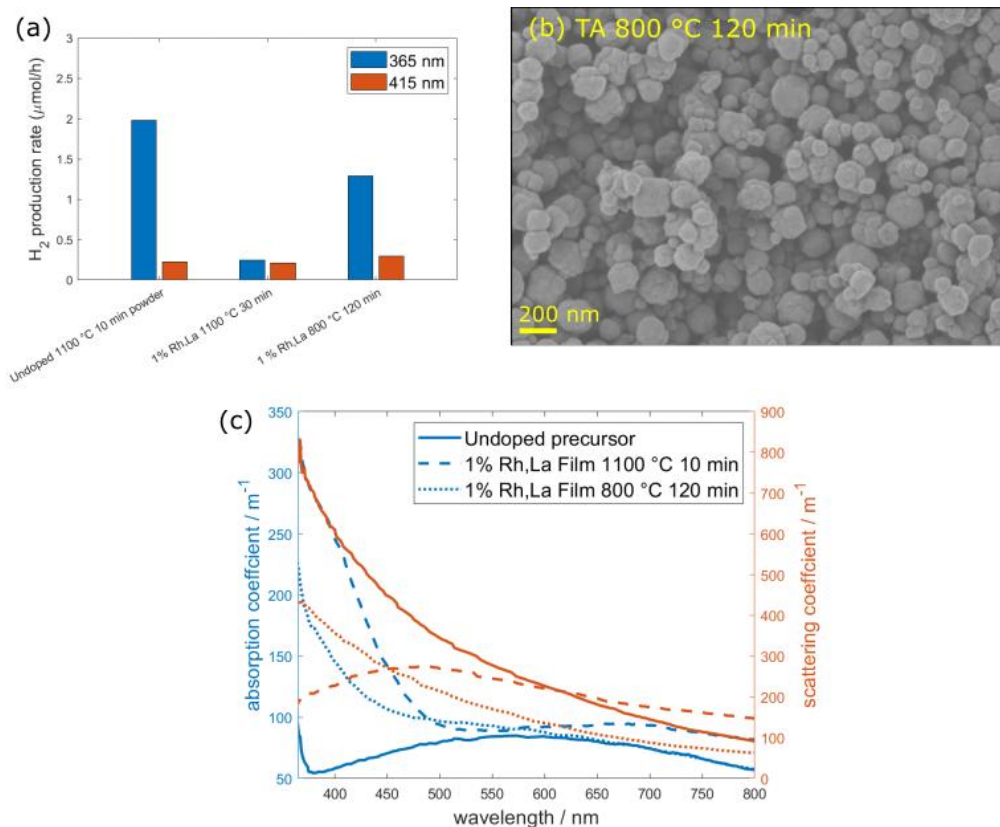 (a)
3
2.5
2
1.5
1
0.5
0
H2 production rate (μmol/h)
365 nm
415 nm
Undoped 1100 °C 10 min powder
1% Rh,La 1100 °C 30 min
1 % Rh,La 800 °C 120 min
(b) TA 800 °C 120 min
200 nm
(c)
350
300
250
200
150
100
50
absorption coeffcient / m-1
Undoped precursor
1% Rh,La Film 1100 °C 10 min
1% Rh,La Film 800 °C 120 min
900
800
700
600
500
400
300
200
100
0
scattering coefficient / m-1
400 450 500 550 600 650 700 750 800
wavelength / nm